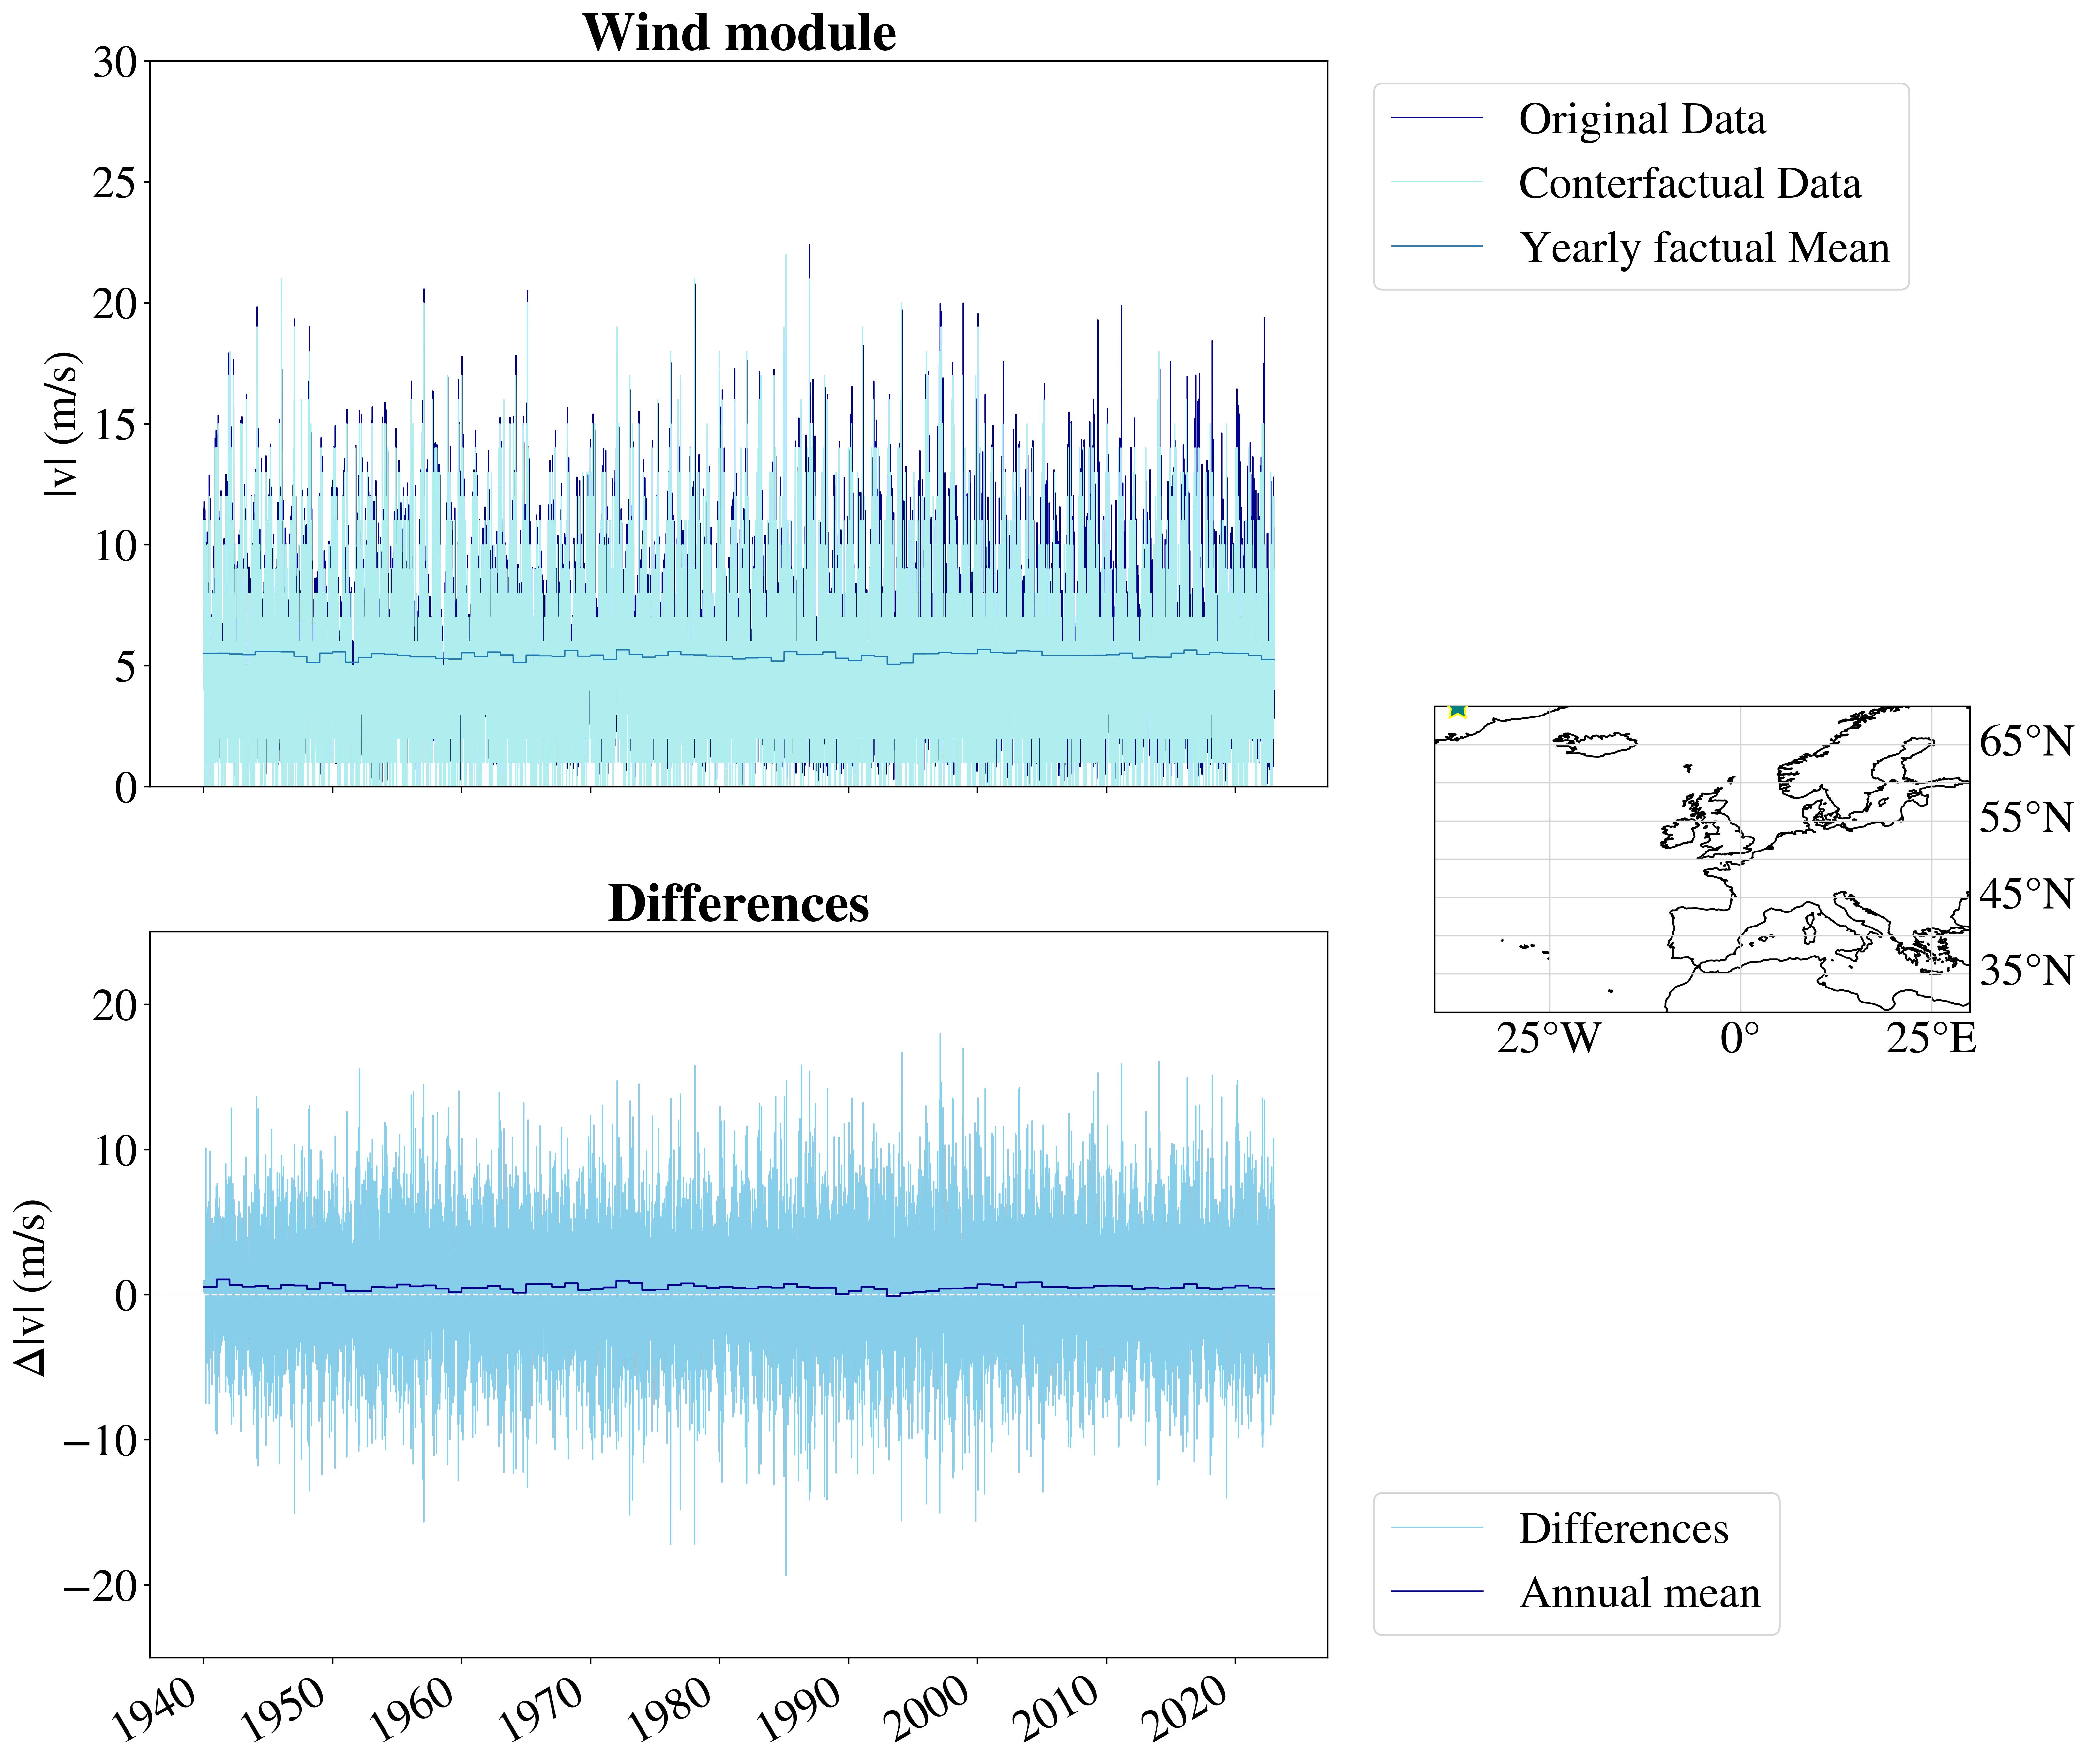 Wind module
30
25
20
15
10
5
0
|v| (m/s)
Original Data
Conterfactual Data
Yearly factual Mean
65°N
55°N
45°N
35°N
25°W 0° 25°E
Differences
20
10
0
−10
−20
Δ|v| (m/s)
1940 1950 1960 1970 1980 1990 2000 2010 2020
Differences
Annual mean